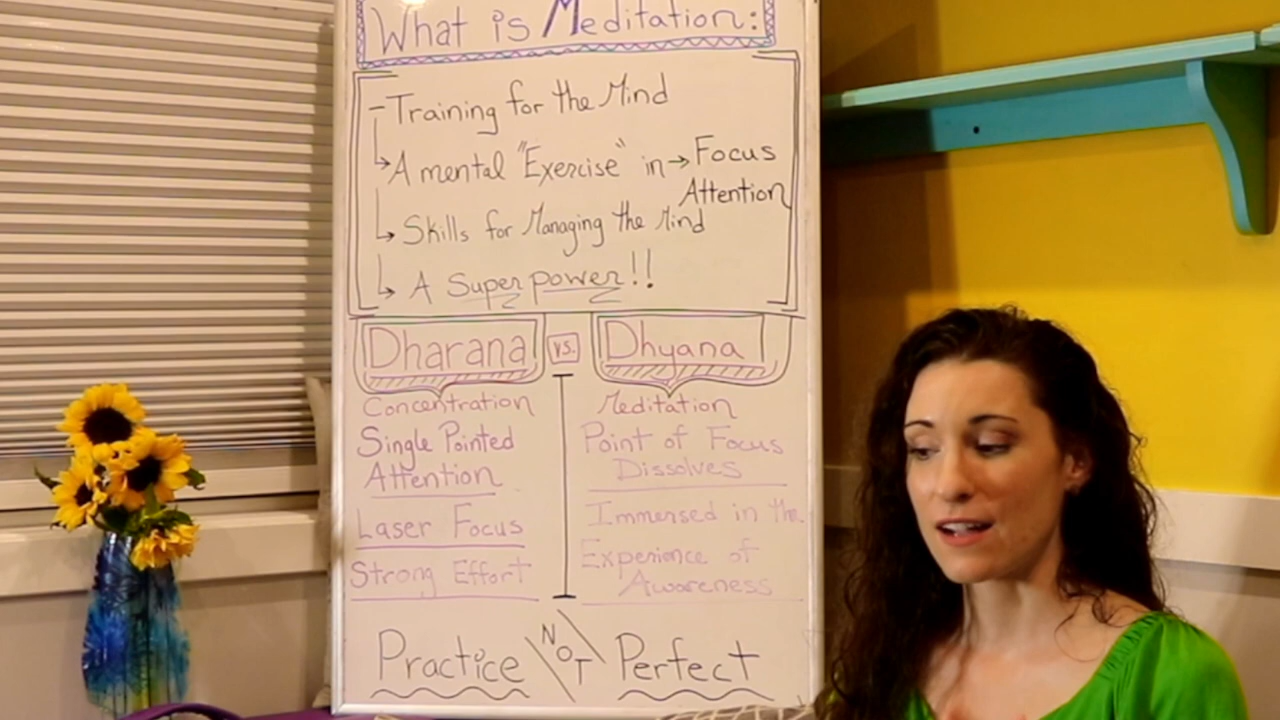 What is Meditation:
- Training for the Mind
→ A mental "Exercise" in → Focus
Attention
→ Skills for Managing the Mind
→ A Super power!!
Dharana vs. Dhyana
Concentration
Single Pointed
Attention
Laser Focus
Strong Effort
Meditation
Point of Focus
Dissolves
Immersed in the
Experience of
Awareness
Practice NOT Perfect